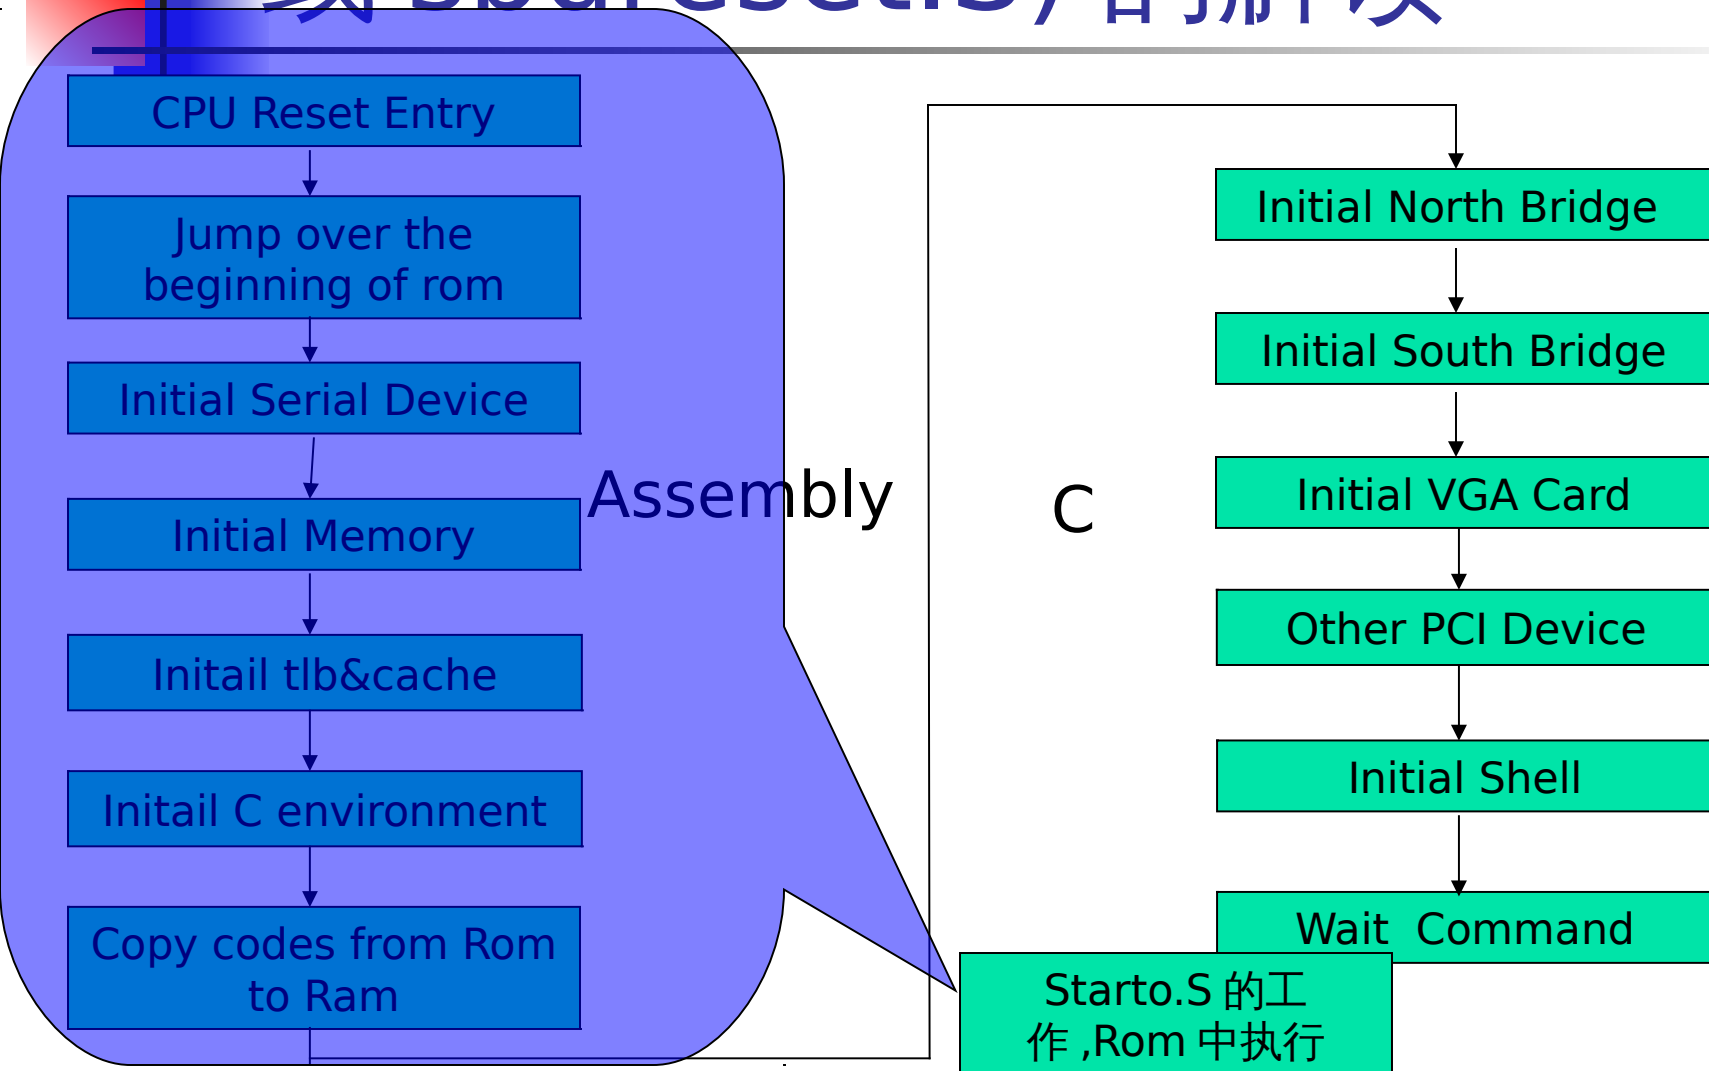 CPU Reset Entry
Jump over the
beginning of rom
Initial Serial Device
Initial Memory
Initail tlb&cache
Initail C environment
Copy codes from Rom
to Ram
Assembly
C
Initial North Bridge
Initial South Bridge
Initial VGA Card
Other PCI Device
Initial Shell
Wait Command
Starto.S 的工
作 ,Rom 中执行